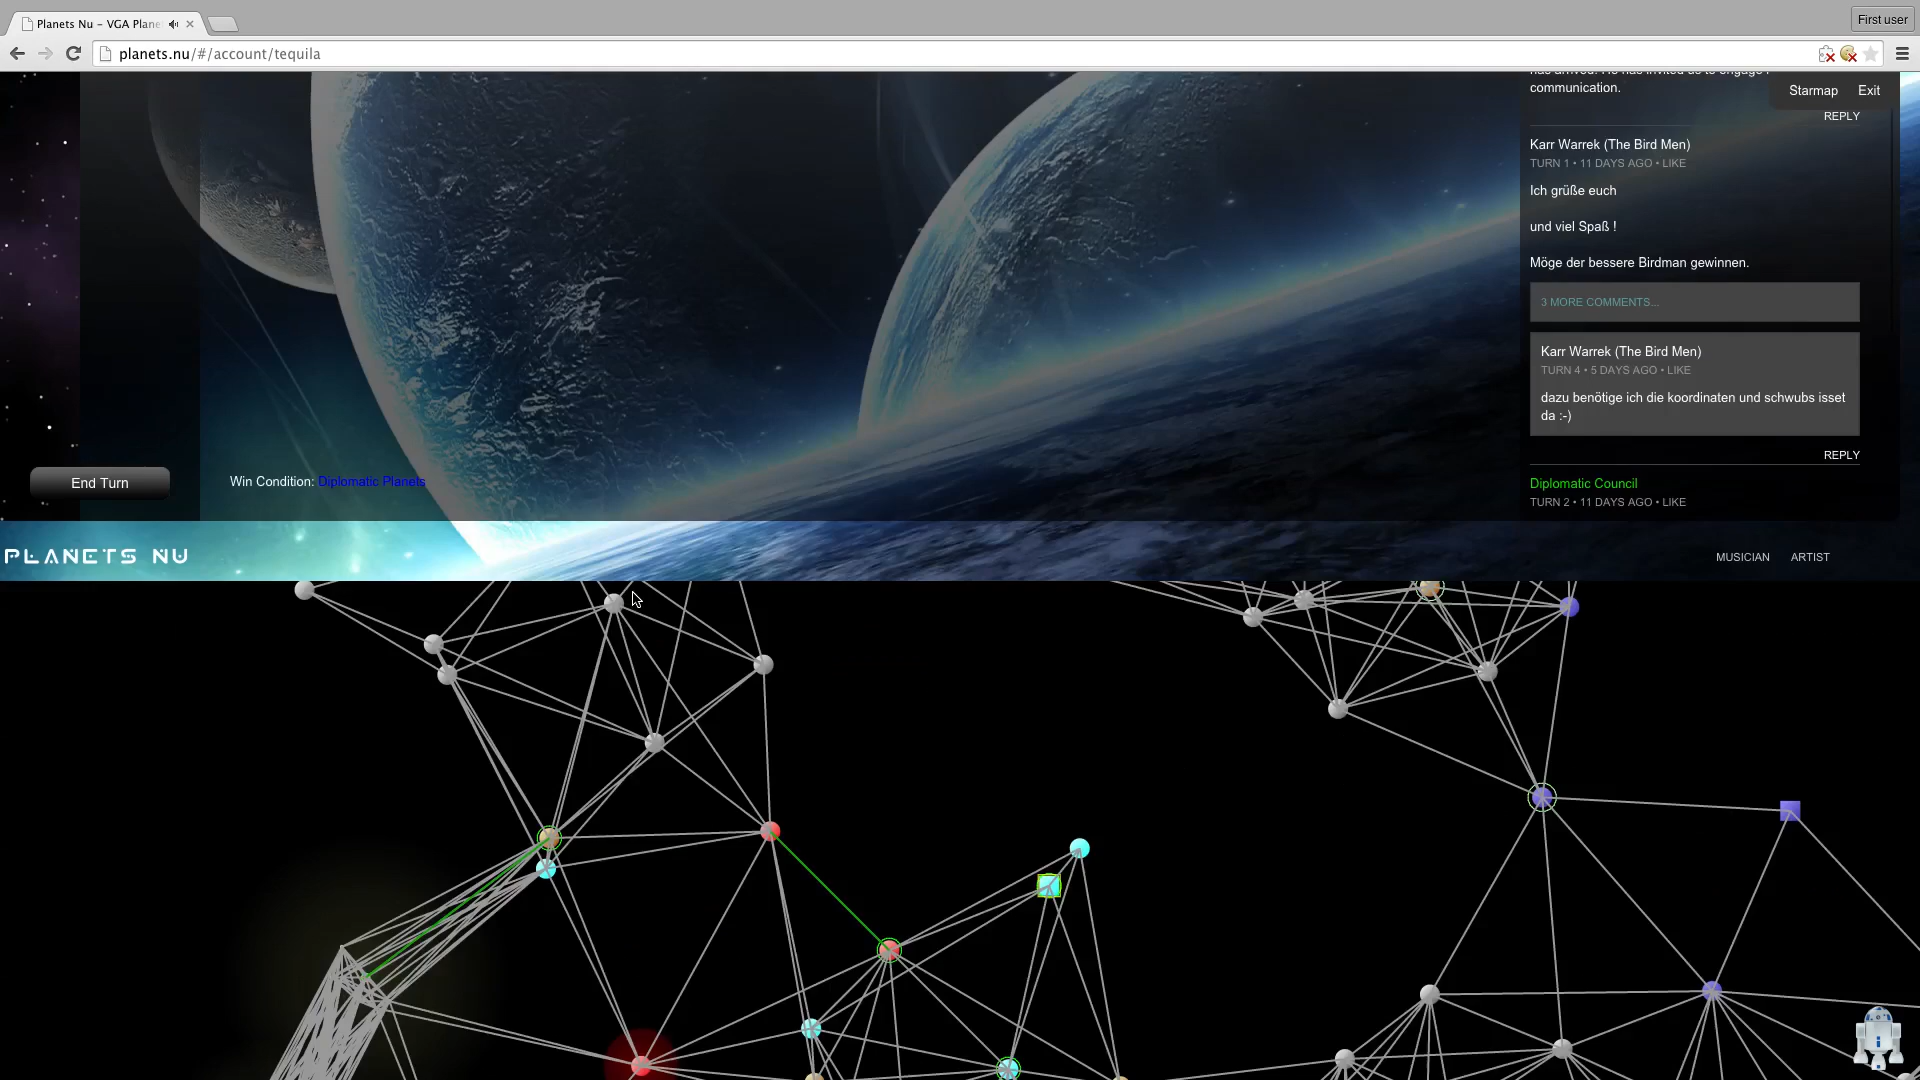 Planets Nu - VGA Plane
First user
planets.nu/#/account/tequila
Starmap Exit
communication.
REPLY
Karr Warrek (The Bird Men)
TURN 1 • 11 DAYS AGO • LIKE
Ich grüße euch
und viel Spaß !
Möge der bessere Birdman gewinnen.
3 MORE COMMENTS...
Karr Warrek (The Bird Men)
TURN 4 • 5 DAYS AGO • LIKE
dazu benötige ich die koordinaten und schwubs isset
da :-)
REPLY
Diplomatic Council
TURN 2 • 11 DAYS AGO • LIKE
End Turn
Win Condition: Diplomatic Planets
PLANETS NU
MUSICIAN ARTIST